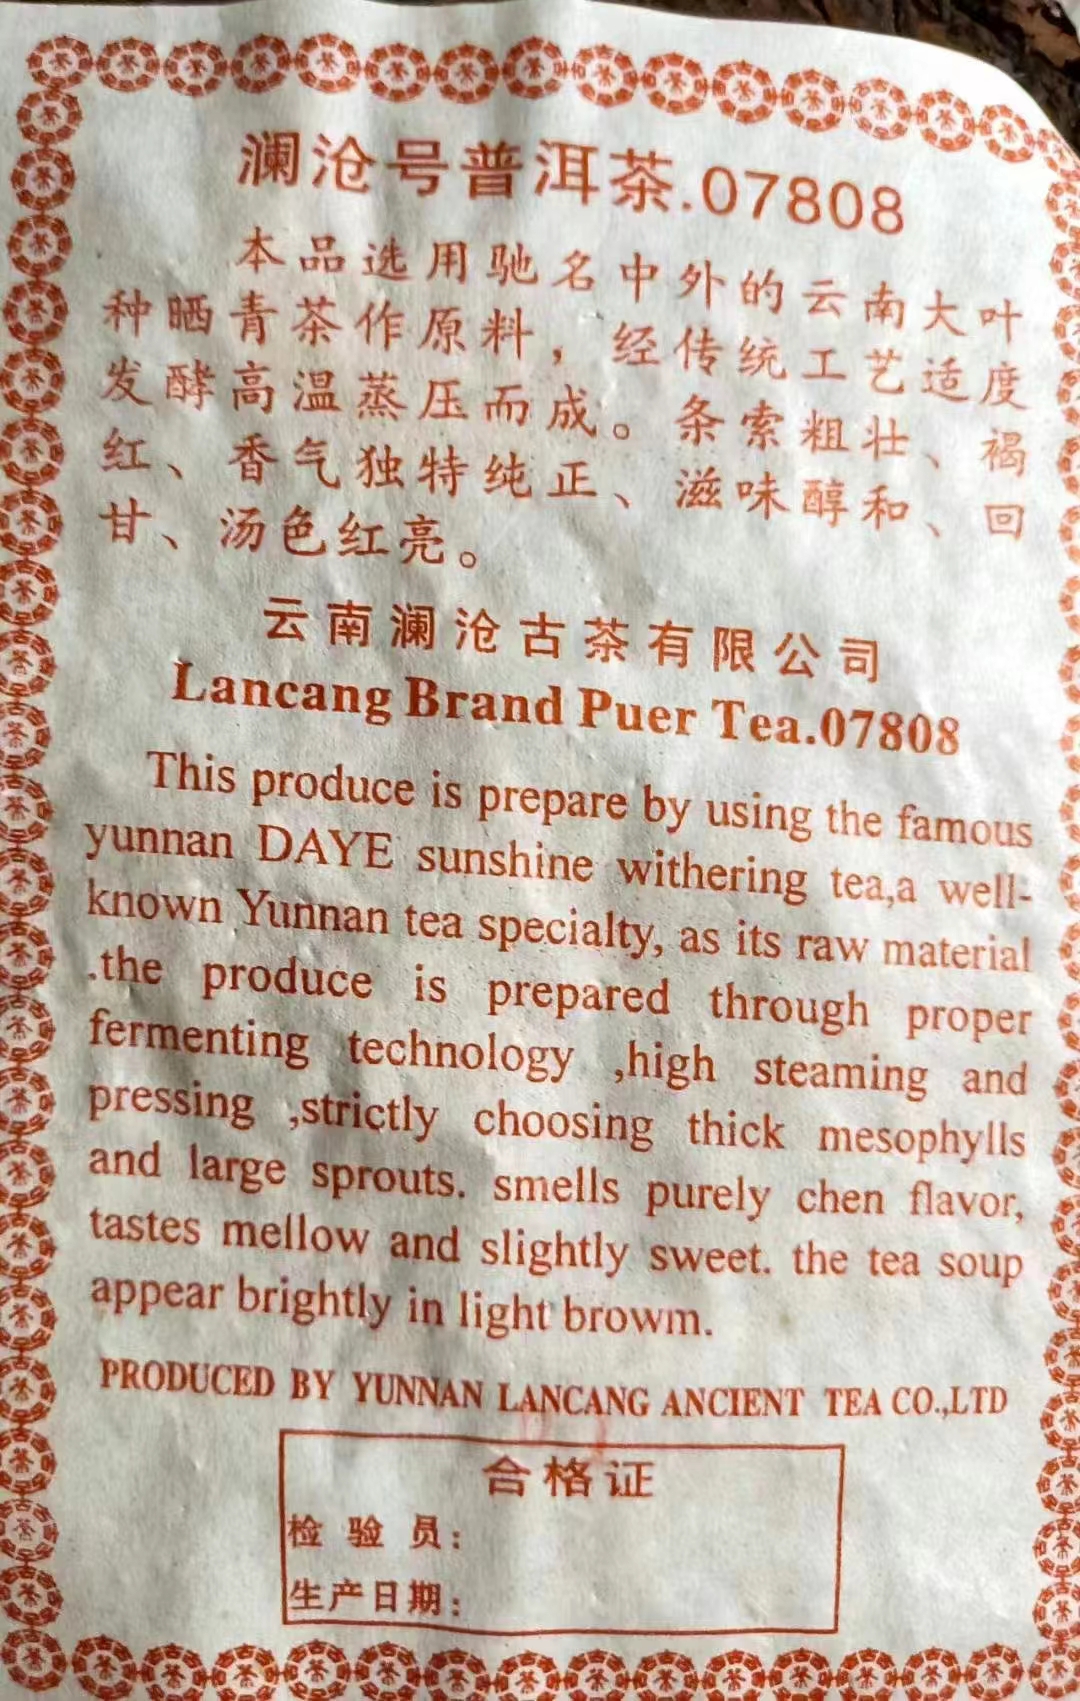 澜沧号普洱茶.07808
本品选用驰名中外的云南大叶
种晒青茶作原料，经传统工艺适度
发酵高温蒸压而成。条索粗壮、褐
红、香气独特纯正、滋味醇和、回
甘、汤色红亮。
云南澜沧古茶有限公司
Lancang Brand Puer Tea.07808
This produce is prepare by using the famous
yunnan DAYE sunshine withering tea,a well-
known Yunnan tea specialty, as its raw material
.the produce is prepared through proper
fermenting technology ,high steaming and
pressing ,strictly choosing thick mesophylls
and large sprouts. smells purely chen flavor,
tastes mellow and slightly sweet. the tea soup
appear brightly in light browm.
PRODUCED BY YUNNAN LANCANG ANCIENT TEA CO.,LTD
合格证
检验员：
生产日期：